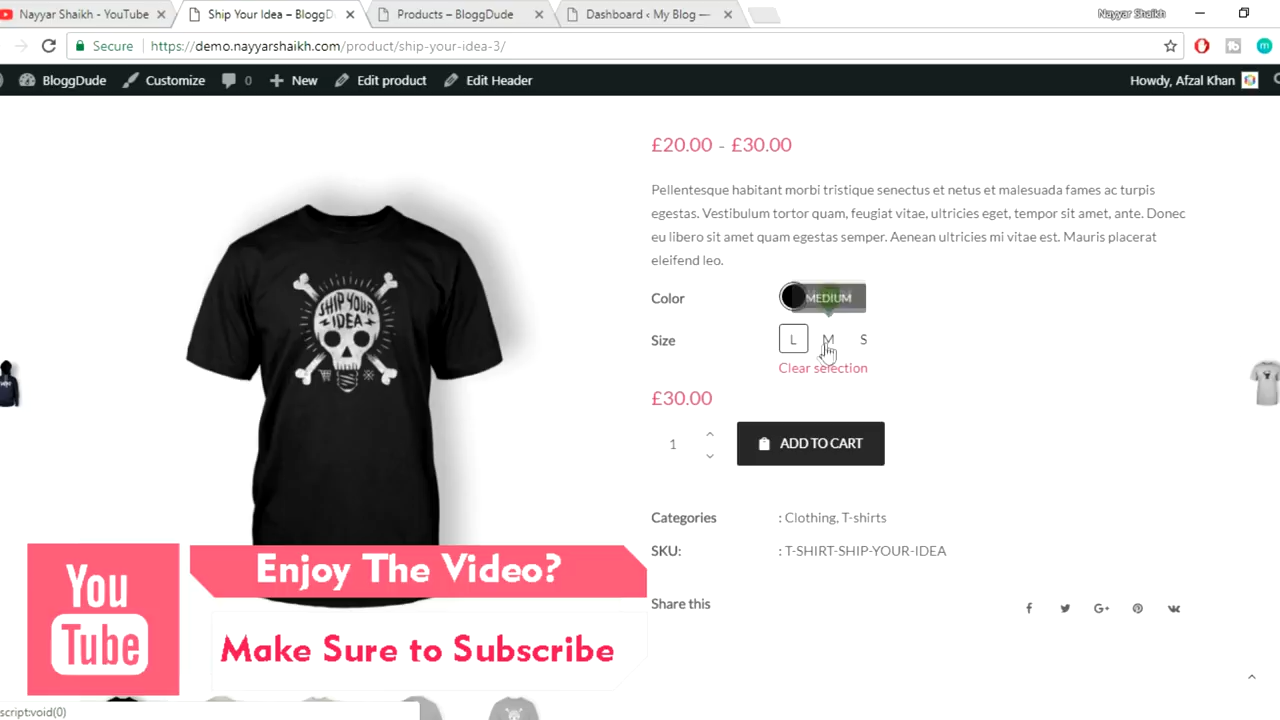 Nayyar Shaikh - YouTube
Ship Your Idea – BloggD
Products – BloggDude
Dashboard ‹ My Blog —
Nayyar Shaikh
Secure
https://demo.nayyarshaikh.com/product/ship-your-idea-3/
BloggDude
Customize
0
New
Edit product
Edit Header
Howdy, Afzal Khan
£20.00 - £30.00
Pellentesque habitant morbi tristique senectus et netus et malesuada fames ac turpis
egestas. Vestibulum tortor quam, feugiat vitae, ultricies eget, tempor sit amet, ante. Donec
eu libero sit amet quam egestas semper. Aenean ultricies mi vitae est. Mauris placerat
eleifend leo.
SHIP YOUR
IDEA
Color
MEDIUM
Size
L M S
Clear selection
£30.00
1
ADD TO CART
Categories : Clothing, T-shirts
SKU: : T-SHIRT-SHIP-YOUR-IDEA
Share this
You
Tube
Enjoy The Video?
Make Sure to Subscribe
script:void(0)